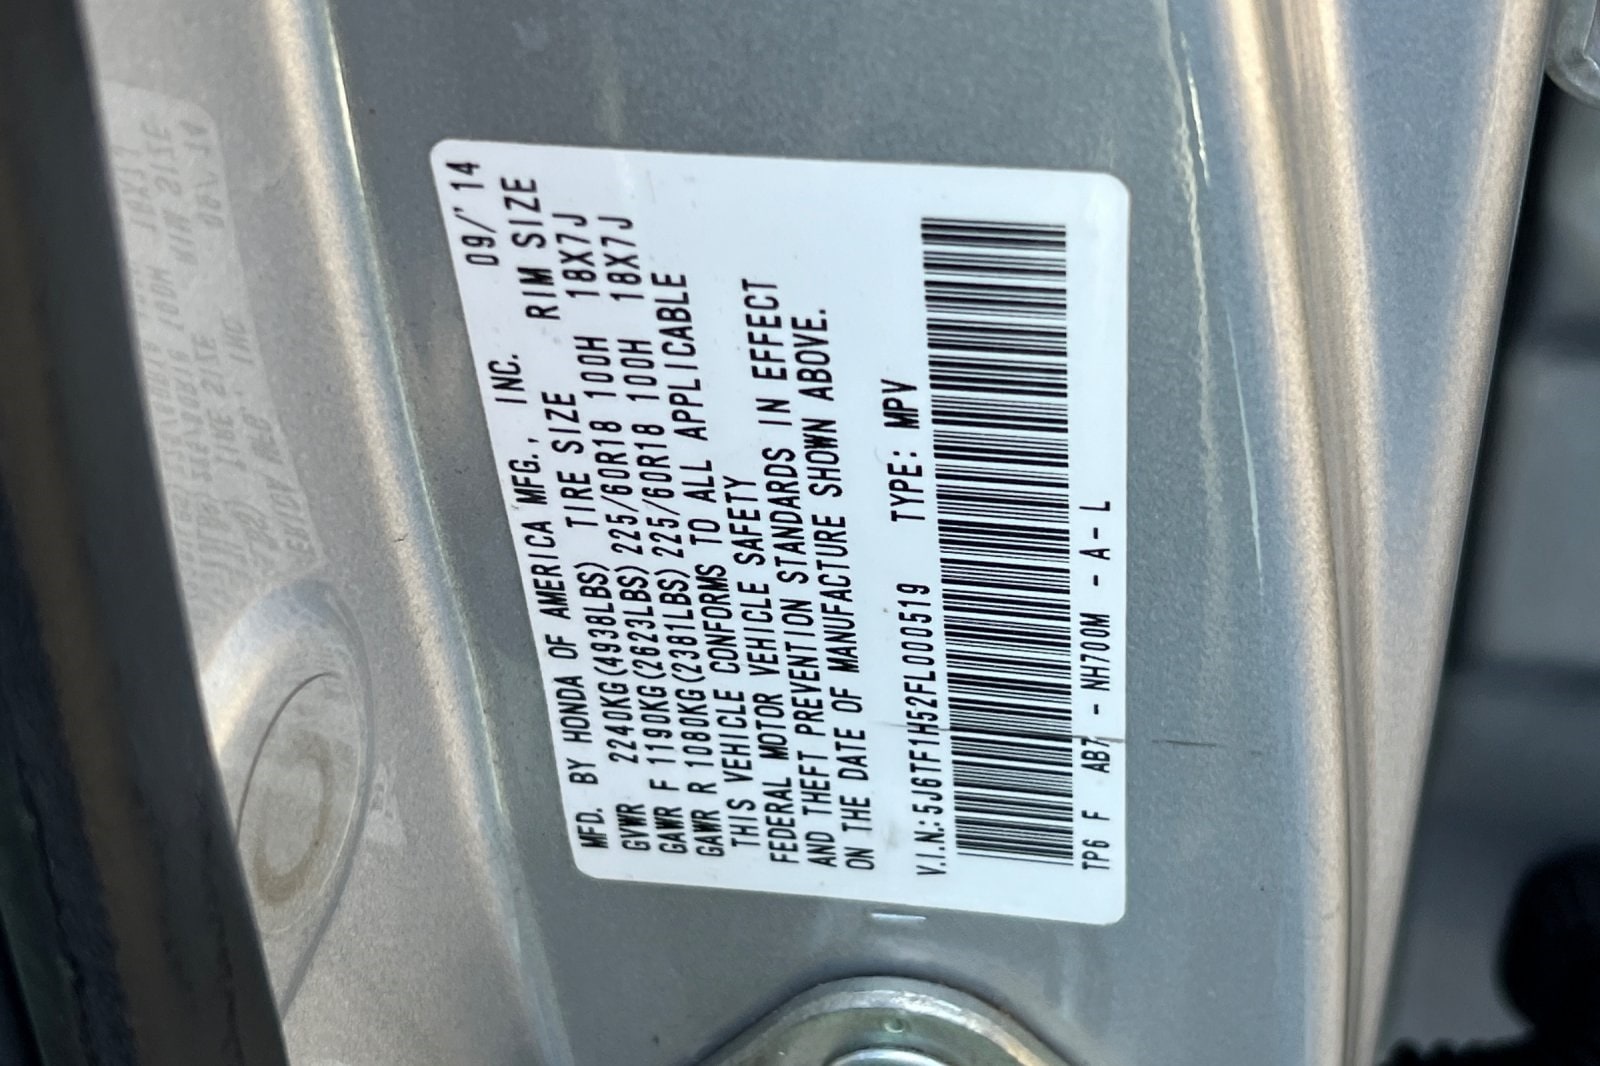 MFD. BY HONDA OF AMERICA MFG., INC. 09/'14
GVWR 2240KG(4938LBS) TIRE SIZE RIM SIZE
GAWR F 1190KG(2623LBS) 225/60R18 100H 18X7J
GAWR R 1080KG(2381LBS) 225/60R18 100H 18X7J
THIS VEHICLE CONFORMS TO ALL APPLICABLE
FEDERAL MOTOR VEHICLE SAFETY
AND THEFT PREVENTION STANDARDS IN EFFECT
ON THE DATE OF MANUFACTURE SHOWN ABOVE.
V.I.N.:5J6TF1H52FL000519 TYPE: MPV
TP6 F AB7 - NH700M - A - L